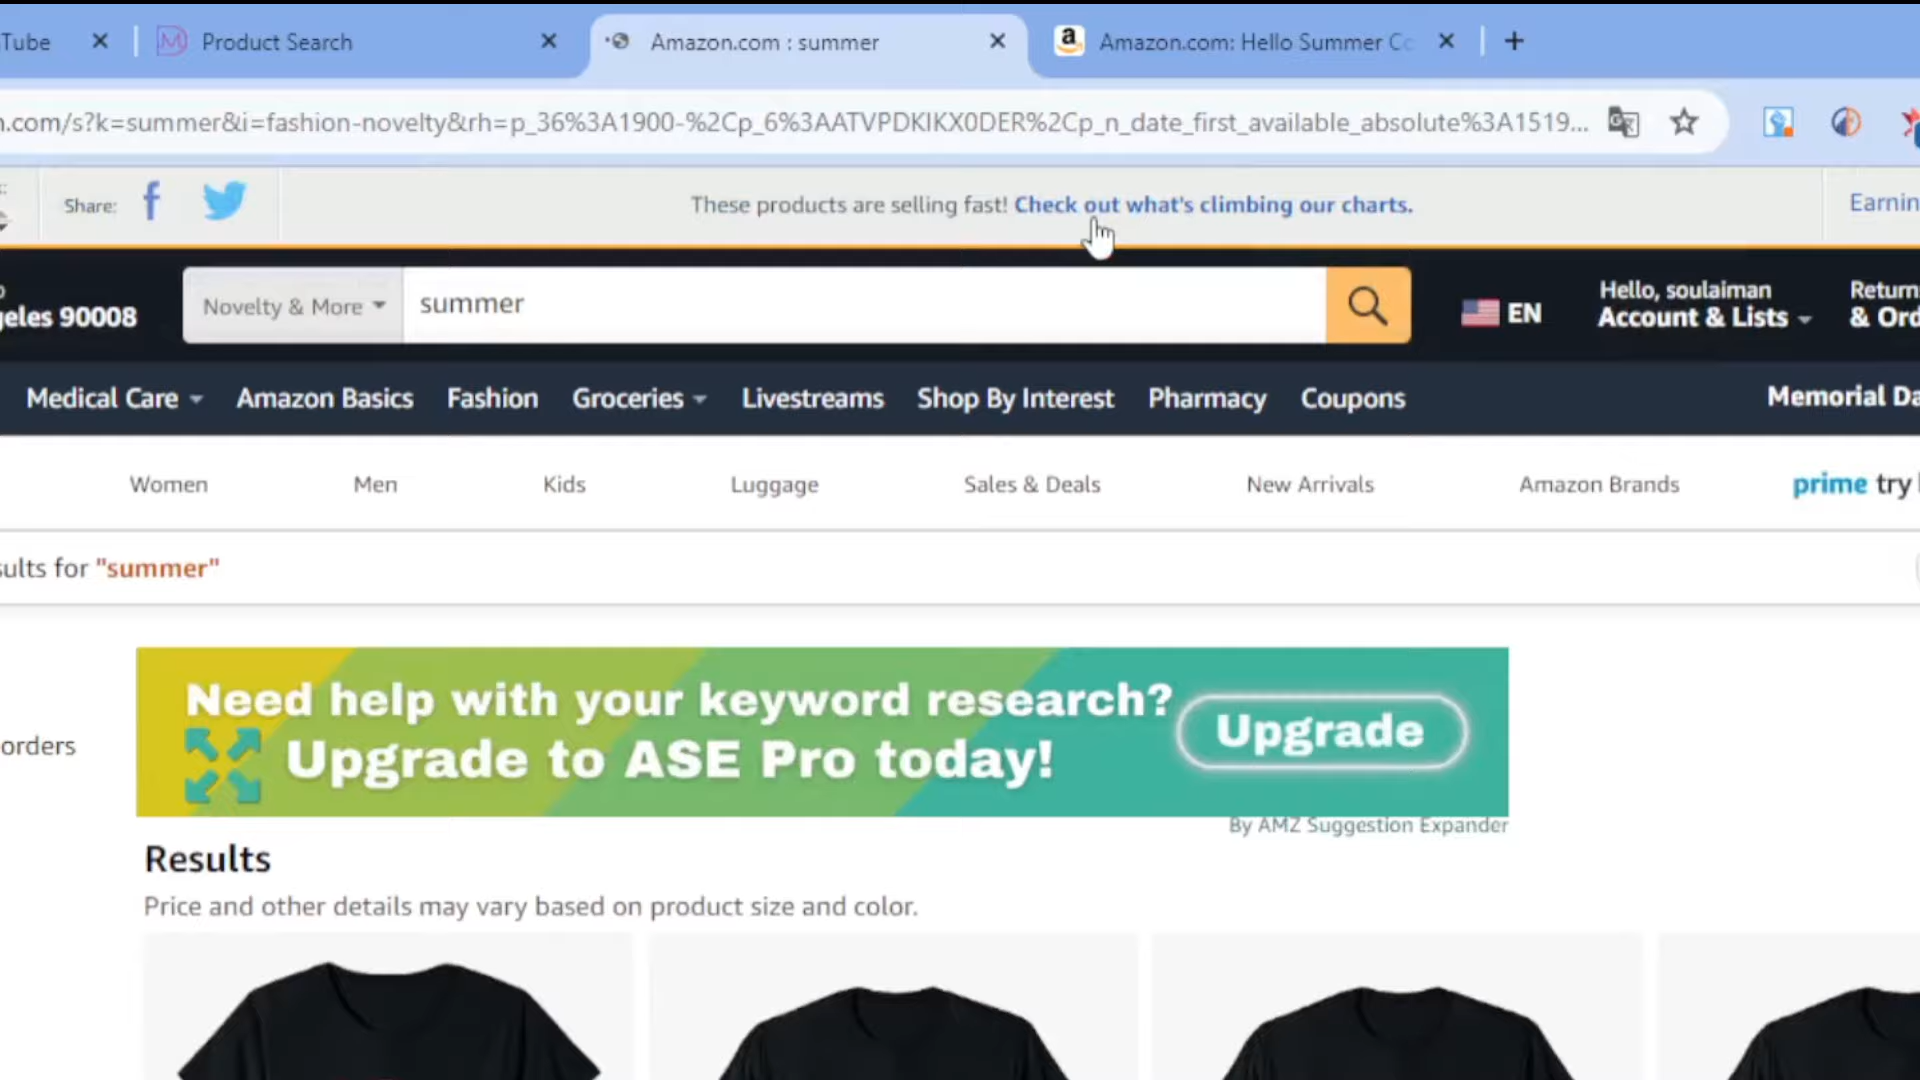 Tube
Product Search
Amazon.com : summer
Amazon.com: Hello Summer Co
n.com/s?k=summer&i=fashion-novelty&rh=p_36%3A1900-%2Cp_6%3AATVPDKIKX0DER%2Cp_n_date_first_available_absolute%3A1519...
Share:
These products are selling fast! Check out what's climbing our charts.
Earnin
geles 90008
Novelty & More
summer
EN
Hello, soulaiman
Account & Lists
Return
& Ord
Medical Care
Amazon Basics
Fashion
Groceries
Livestreams
Shop By Interest
Pharmacy
Coupons
Memorial Da
Women
Men
Kids
Luggage
Sales & Deals
New Arrivals
Amazon Brands
prime try
sults for "summer"
Need help with your keyword research?
Upgrade to ASE Pro today!
Upgrade
orders
By AMZ Suggestion Expander
Results
Price and other details may vary based on product size and color.